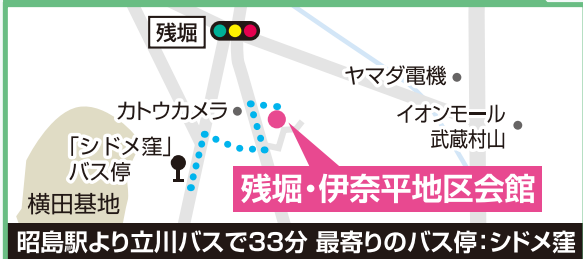 残堀
ヤマダ電機
カトウカメラ
イオンモール
武蔵村山
「シドメ窪」
バス停
残堀・伊奈平地区会館
横田基地
昭島駅より立川バスで33分 最寄りのバス停：シドメ窪